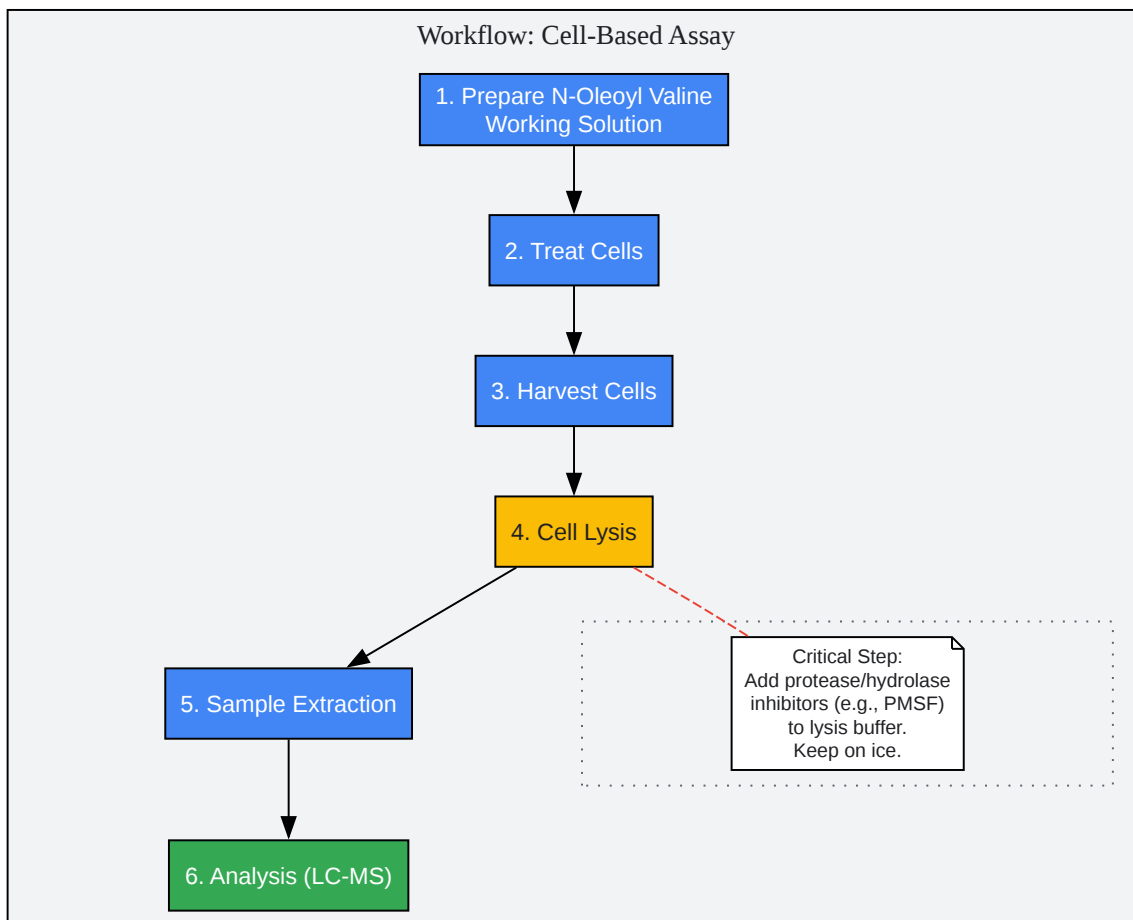 Workflow: Cell-Based Assay
1. Prepare N-Oleoyl Valine
Working Solution
2. Treat Cells
3. Harvest Cells
4. Cell Lysis
5. Sample Extraction
Critical Step:
Add protease/hydrolase
inhibitors (e.g., PMSF)
to lysis buffer.
Keep on ice.
6. Analysis (LC-MS)